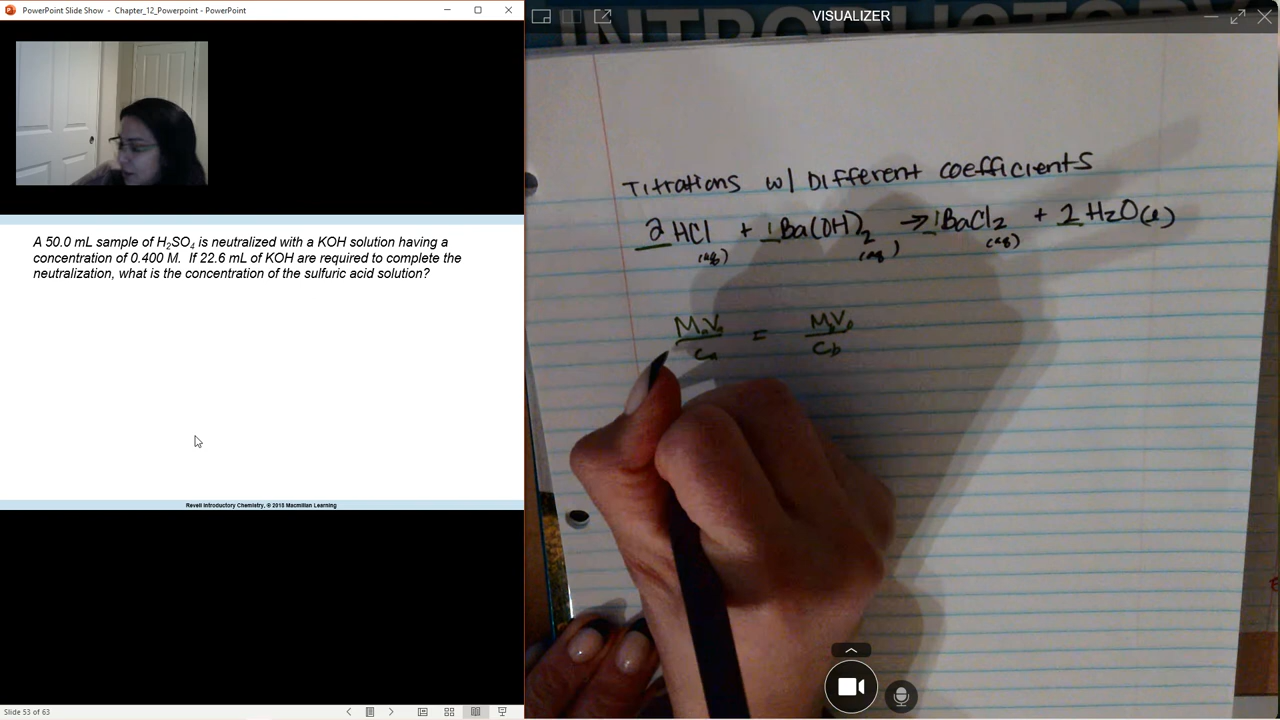 PowerPoint Slide Show - Chapter_12_Powerpoint - PowerPoint
A 50.0 mL sample of H₂SO₄ is neutralized with a KOH solution having a
concentration of 0.400 M. If 22.6 mL of KOH are required to complete the
neutralization, what is the concentration of the sulfuric acid solution?
Revell Introductory Chemistry, © 2018 Macmillan Learning
Slide 53 of 63
VISUALIZER
INTRODUCTORY
Titrations w/ Different coefficients
2 HCl + 1 Ba(OH)₂ → 1 BaCl₂ + 2 H₂O(l)
(aq) (aq) (aq)
MₐVₐ = M_bV_b
Cₐ C_b